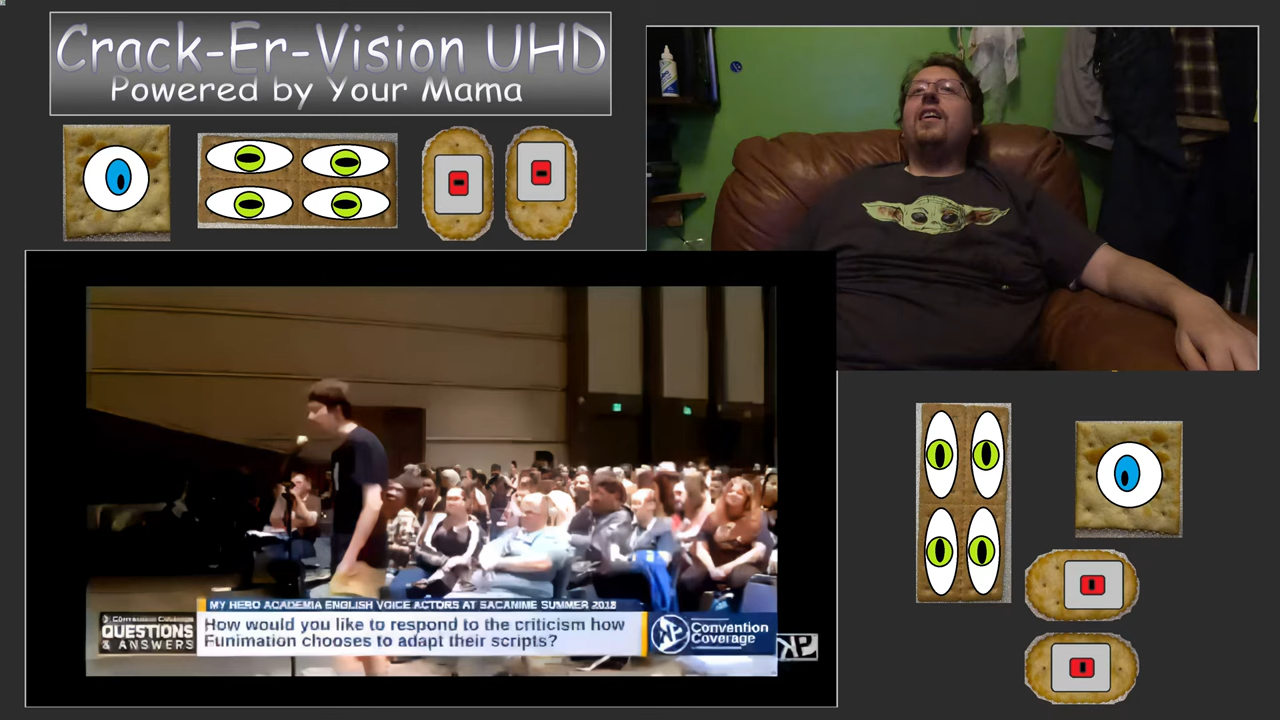 Crack-Er-Vision UHD
Powered by Your Mama
MY HERO ACADEMIA ENGLISH VOICE ACTORS AT SACANIME SUMMER 2018
QUESTIONS
& ANSWERS
How would you like to respond to the criticism how
Funimation chooses to adapt their scripts?
Convention
Coverage